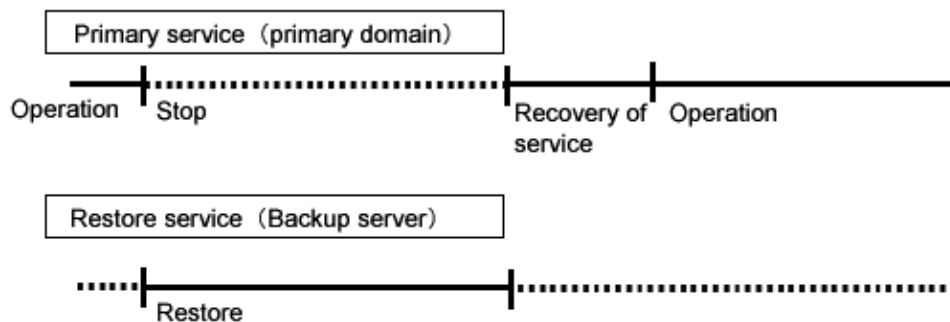 Primary service（primary domain）
Operation
Stop
Recovery of
service
Operation
Restore service（Backup server）
Restore